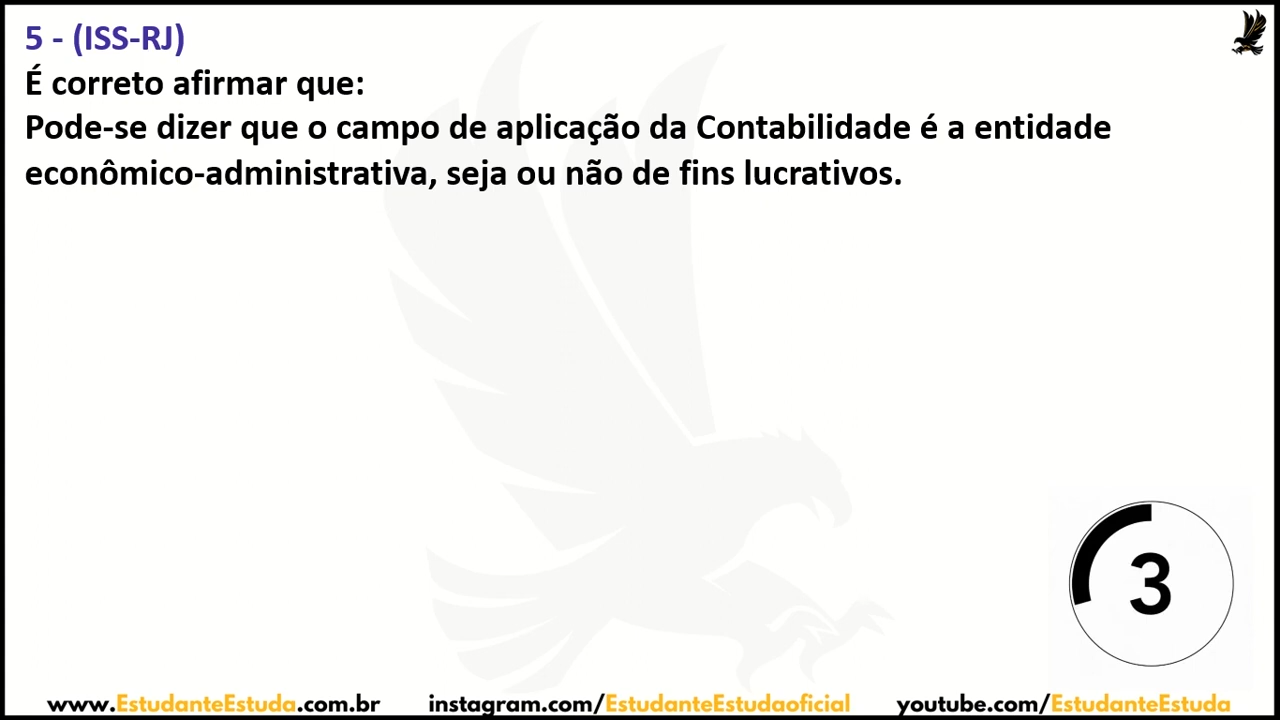 5 - (ISS-RJ)
É correto afirmar que:
Pode-se dizer que o campo de aplicação da Contabilidade é a entidade
econômico-administrativa, seja ou não de fins lucrativos.
3
www.EstudanteEstuda.com.br instagram.com/EstudanteEstudaoficial youtube.com/EstudanteEstuda